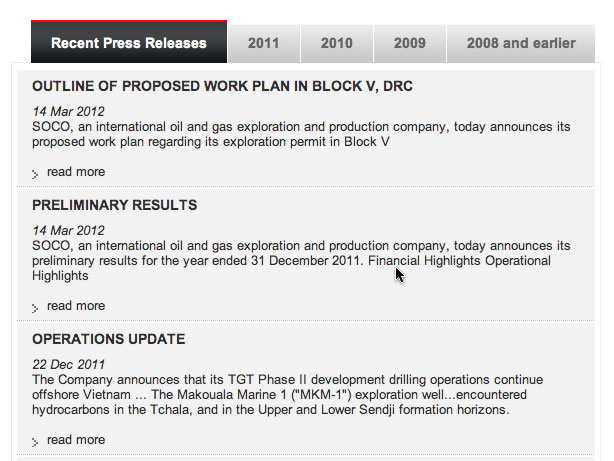 Recent Press Releases 2011 2010 2009 2008 and earlier
OUTLINE OF PROPOSED WORK PLAN IN BLOCK V, DRC
14 Mar 2012
SOCO, an international oil and gas exploration and production company, today announces its
proposed work plan regarding its exploration permit in Block V
read more
PRELIMINARY RESULTS
14 Mar 2012
SOCO, an international oil and gas exploration and production company, today announces its
preliminary results for the year ended 31 December 2011. Financial Highlights Operational
Highlights
read more
OPERATIONS UPDATE
22 Dec 2011
The Company announces that its TGT Phase II development drilling operations continue
offshore Vietnam ... The Makouala Marine 1 ("MKM-1") exploration well...encountered
hydrocarbons in the Tchala, and in the Upper and Lower Sendji formation horizons.
read more